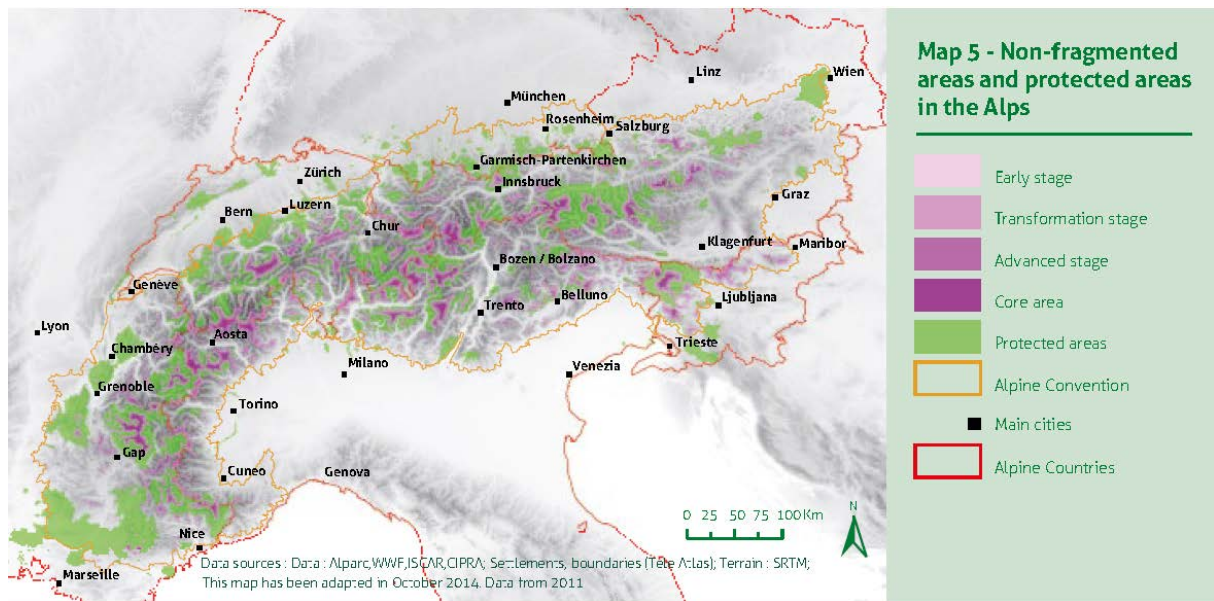 Map 5 - Non-fragmented
areas and protected areas
in the Alps
Early stage
Transformation stage
Advanced stage
Core area
Protected areas
Alpine Convention
Main cities
Alpine Countries
Linz
Wien
München
Rosenheim
Salzburg
Garmisch-Partenkirchen
Zürich
Innsbruck
Luzern
Graz
Bern
Chur
Klagenfurt
Maribor
Bozen / Bolzano
Genève
Belluno
Ljubljana
Trento
Lyon
Aosta
Trieste
Chambéry
Milano
Venezia
Grenoble
Torino
Gap
Cuneo
Genova
0 25 50 75 100 Km
N
Nice
Data sources : Data : Alparc,WWF,ISCAR,CIPRA; Settlements, boundaries (Tele Atlas); Terrain : SRTM;
This map has been adapted in October 2014. Data from 2011
Marseille